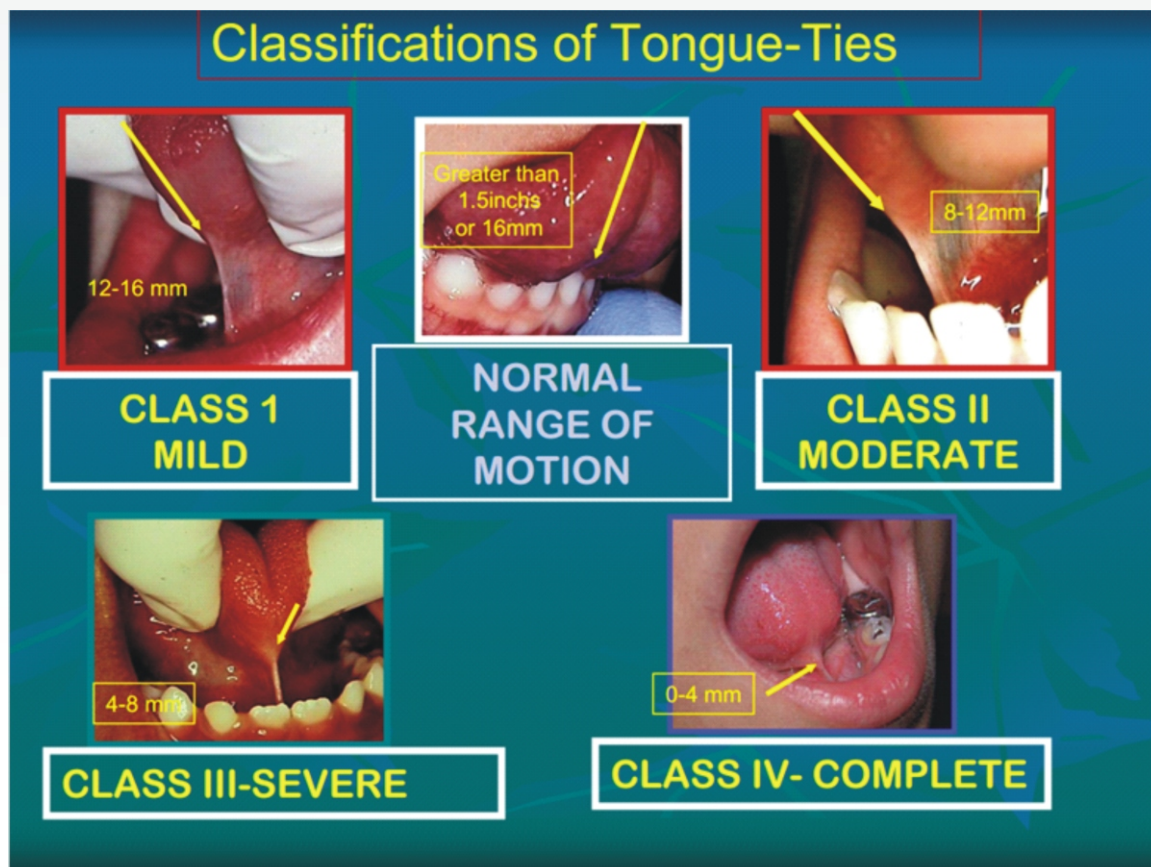 Classifications of Tongue-Ties
12-16 mm
CLASS 1
MILD
Greater than
1.5inchs
or 16mm
NORMAL
RANGE OF
MOTION
8-12mm
CLASS II
MODERATE
4-8 mm
CLASS III-SEVERE
0-4 mm
CLASS IV- COMPLETE